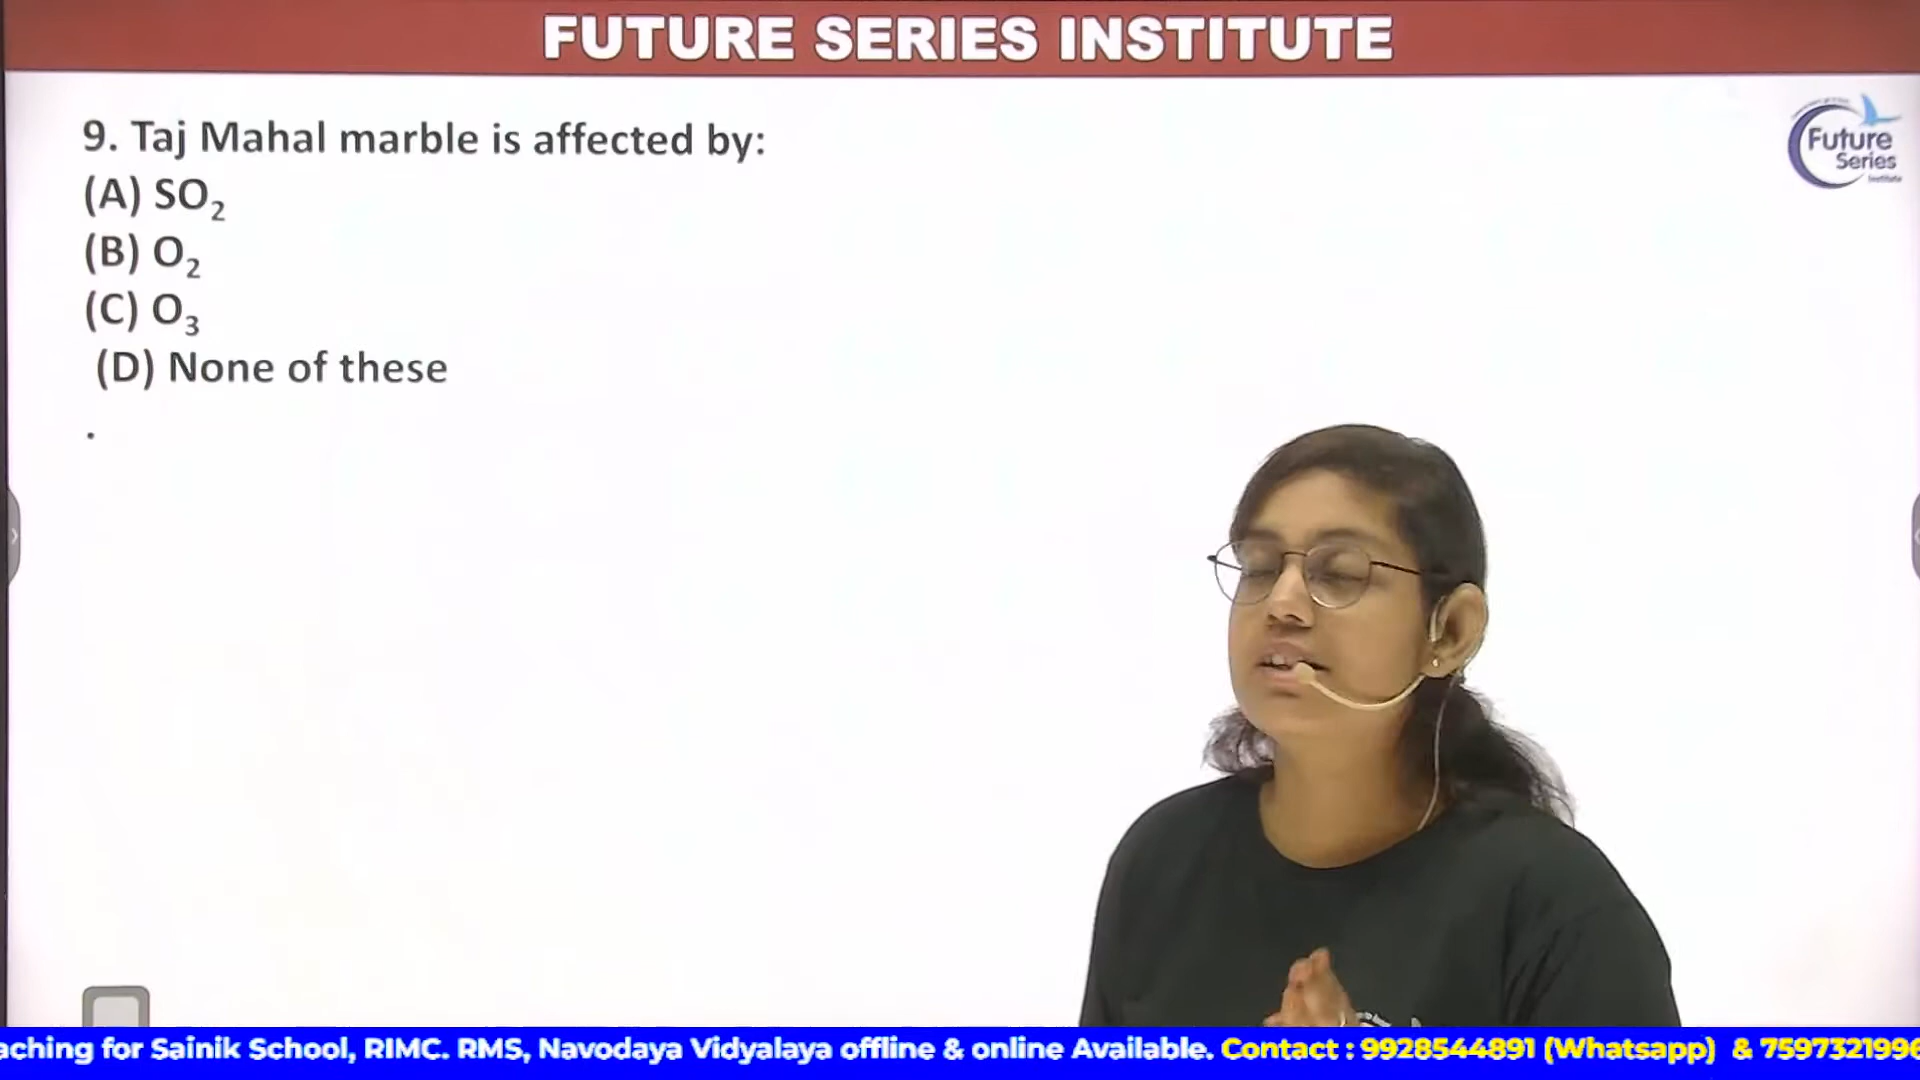 FUTURE SERIES INSTITUTE
9. Taj Mahal marble is affected by:
(A) SO₂
(B) O₂
(C) O₃
(D) None of these
.
Future
Series
Institute
aching for Sainik School, RIMC. RMS, Navodaya Vidyalaya offline & online Available. Contact : 9928544891 (Whatsapp) & 7597321996